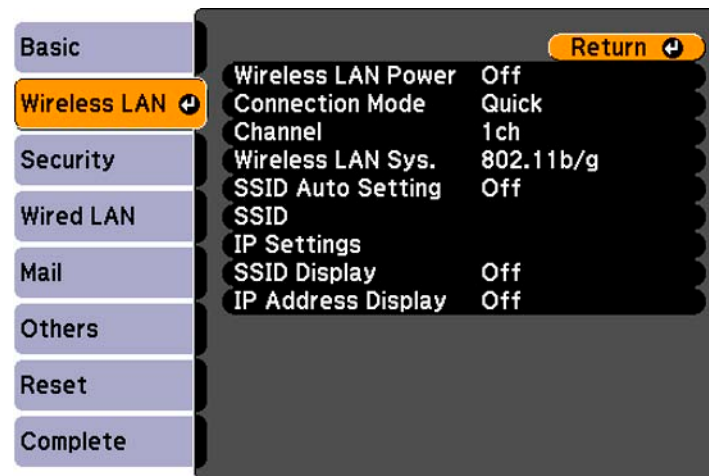 Basic
Wireless LAN
Security
Wired LAN
Mail
Others
Reset
Complete
Return
Wireless LAN Power Off
Connection Mode Quick
Channel 1ch
Wireless LAN Sys. 802.11b/g
SSID Auto Setting Off
SSID
IP Settings
SSID Display Off
IP Address Display Off